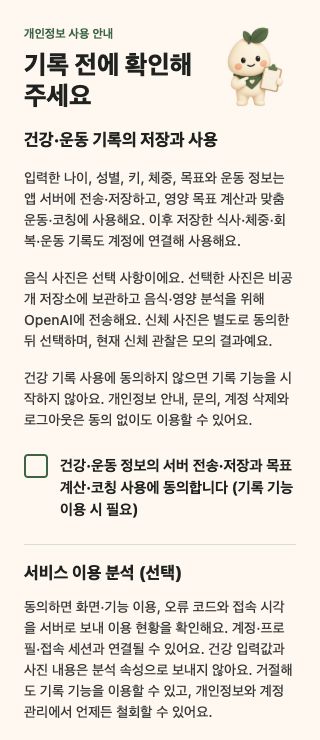 개인정보 사용 안내
기록 전에 확인해
주세요
건강·운동 기록의 저장과 사용
입력한 나이, 성별, 키, 체중, 목표와 운동 정보는
앱 서버에 전송·저장하고, 영양 목표 계산과 맞춤
운동·코칭에 사용해요. 이후 저장한 식사·체중·회
복·운동 기록도 계정에 연결해 사용해요.
음식 사진은 선택 사항이에요. 선택한 사진은 비공
개 저장소에 보관하고 음식·영양 분석을 위해
OpenAI에 전송해요. 신체 사진은 별도로 동의한
뒤 선택하며, 현재 신체 관찰은 모의 결과예요.
건강 기록 사용에 동의하지 않으면 기록 기능을 시
작하지 않아요. 개인정보 안내, 문의, 계정 삭제와
로그아웃은 동의 없이도 이용할 수 있어요.
건강·운동 정보의 서버 전송·저장과 목표
계산·코칭 사용에 동의합니다 (기록 기능
이용 시 필요)
서비스 이용 분석 (선택)
동의하면 화면·기능 이용, 오류 코드와 접속 시각
을 서버로 보내 이용 현황을 확인해요. 계정·프로
필·접속 세션과 연결될 수 있어요. 건강 입력값과
사진 내용은 분석 속성으로 보내지 않아요. 거절해
도 기록 기능을 이용할 수 있고, 개인정보와 계정
관리에서 언제든 철회할 수 있어요.